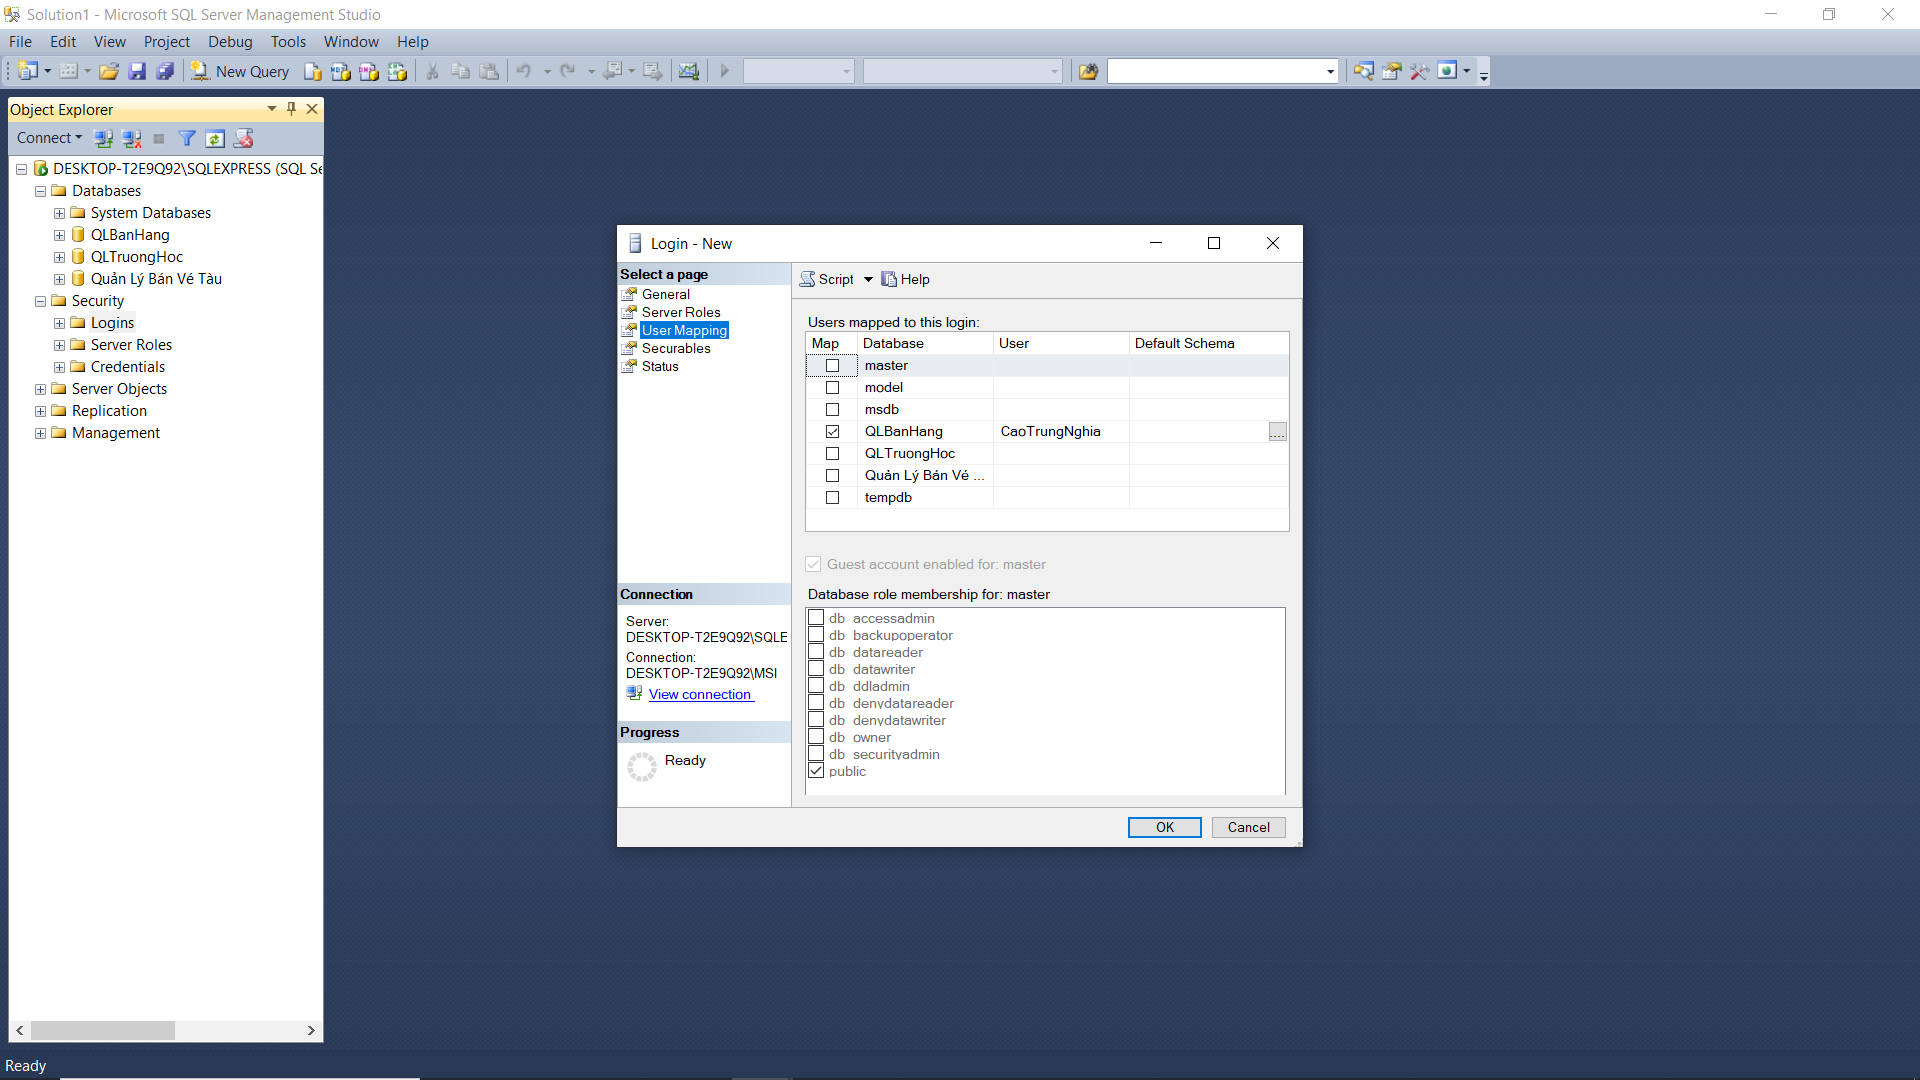 Solution1 - Microsoft SQL Server Management Studio
File Edit View Project Debug Tools Window Help
New Query
Object Explorer
Connect
DESKTOP-T2E9Q92\SQLEXPRESS (SQL Se
Databases
System Databases
QLBanHang
QLTruongHoc
Quản Lý Bán Vé Tàu
Security
Logins
Server Roles
Credentials
Server Objects
Replication
Management
Login - New
Select a page
General
Server Roles
User Mapping
Securables
Status
Script Help
Users mapped to this login:
Map Database User Default Schema
master
model
msdb
QLBanHang CaoTrungNghia ....
QLTruongHoc
Quản Lý Bán Vé ...
tempdb
Guest account enabled for: master
Database role membership for: master
db_accessadmin
db_backupoperator
db_datareader
db_datawriter
db_ddladmin
db_denydatareader
db_denydatawriter
db_owner
db_securityadmin
public
Connection
Server:
DESKTOP-T2E9Q92\SQLE
Connection:
DESKTOP-T2E9Q92\MSI
View connection
Progress
Ready
OK Cancel
Ready